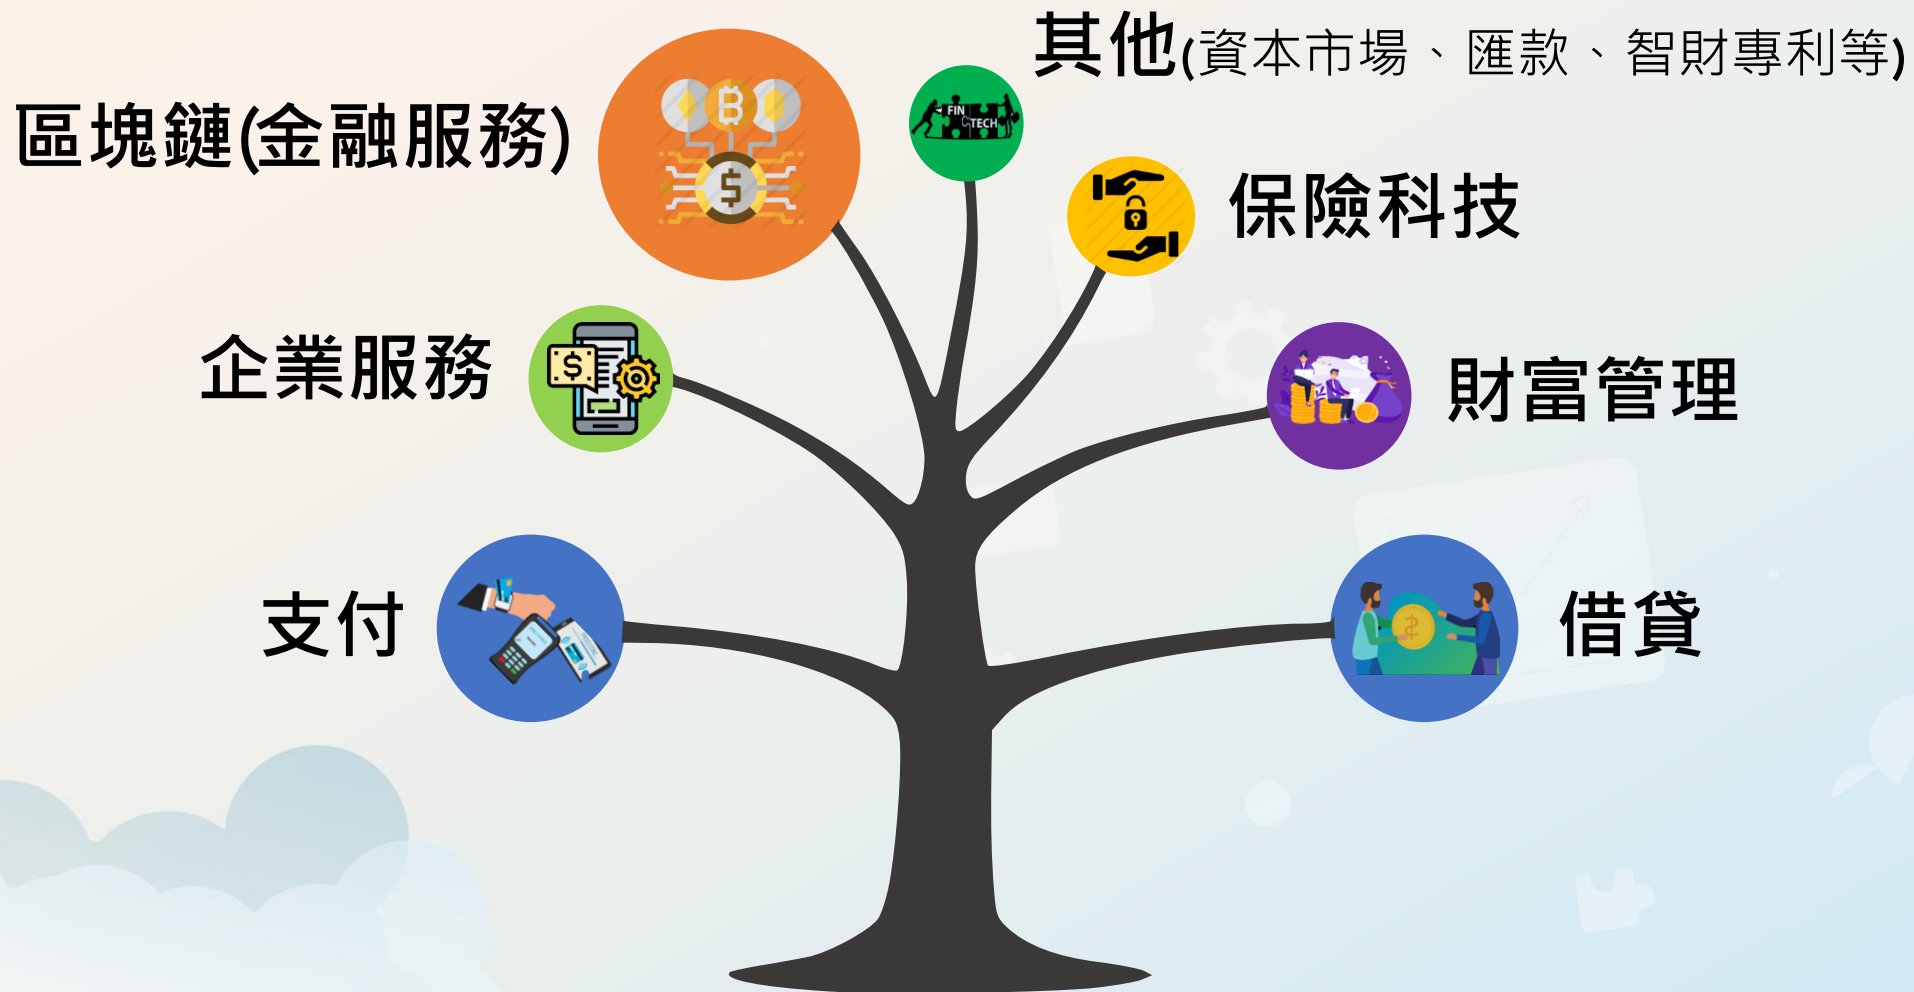 其他(資本市場、匯款、智財專利等)
區塊鏈(金融服務)
FIN
TECH
保險科技
企業服務
財富管理
支付
借貸